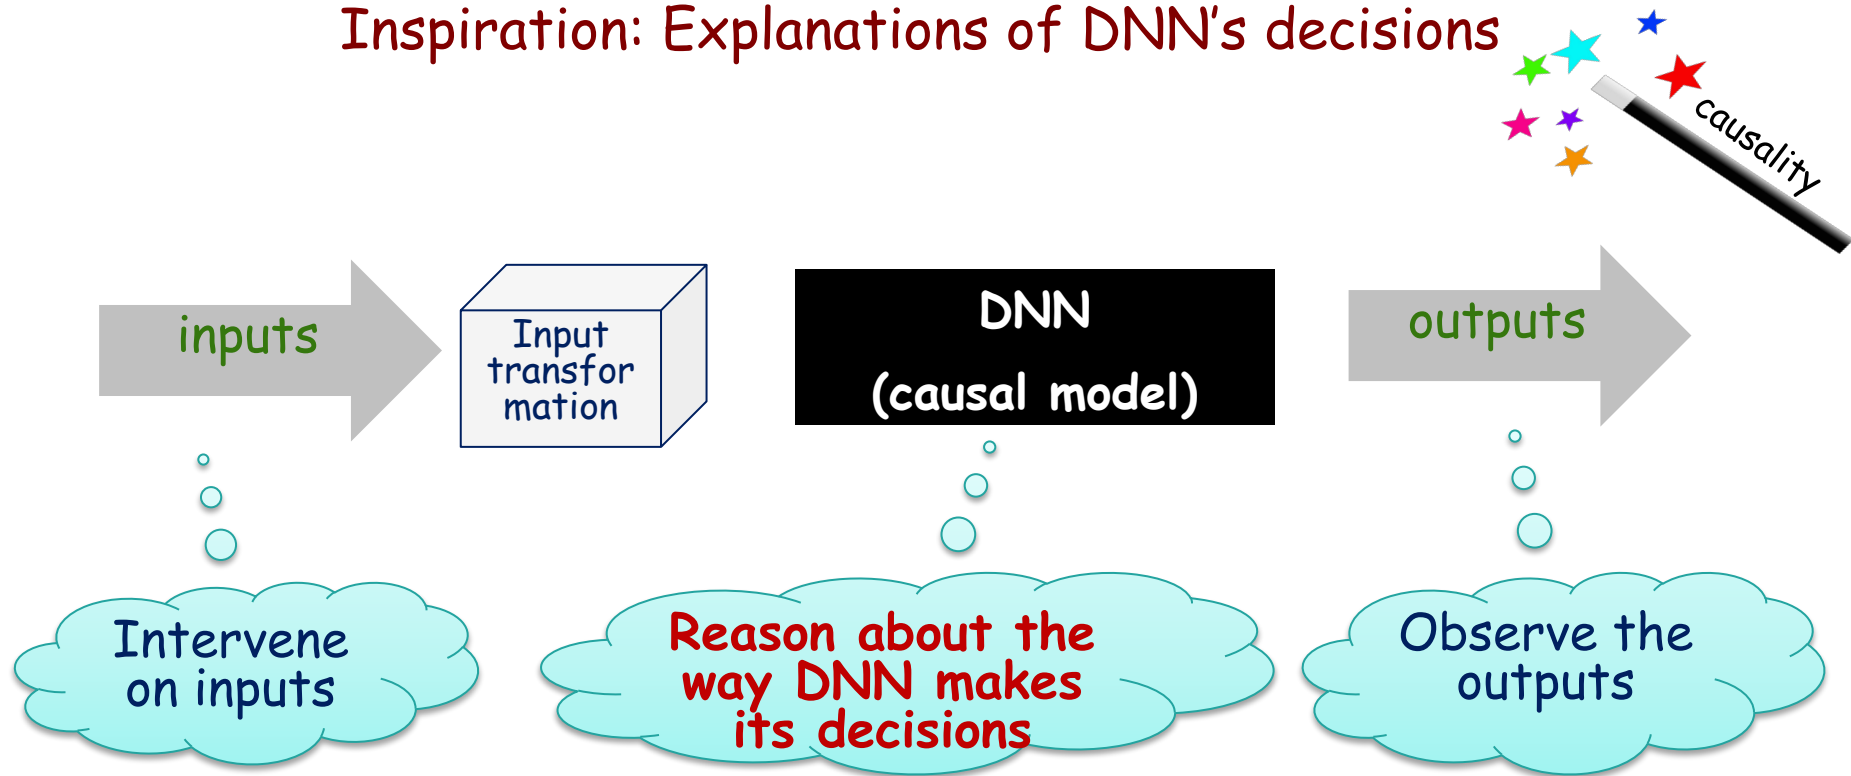 Inspiration: Explanations of DNN’s decisions
causality
inputs
Input
transfor
mation
DNN
(causal model)
outputs
Intervene
on inputs
Reason about the
way DNN makes
its decisions
Observe the
outputs